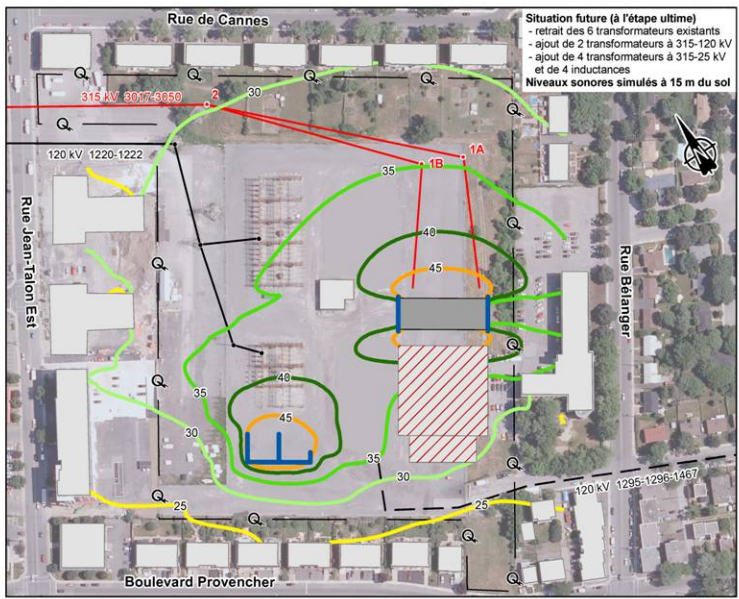 Rue de Cannes
Situation future (à l'étape ultime)
- retrait des 6 transformateurs existants
- ajout de 2 transformateurs à 315-120 kV
- ajout de 4 transformateurs à 315-25 kV
et de 4 inductances
Niveaux sonores simulés à 15 m du sol
Q
Q
Q
Q
30
315 kV 3017-3050
2
Q
Q
120 kV 1220-1222
1A
1B
35
Q
40
Rue Jean-Talon Est
Rue Bélanger
Q
45
Q
Q
40
35
45
30
35
30
Q
120 kV 1295-1296-1467
25
Q
25
Q
Q
Q
Q
Boulevard Provencher